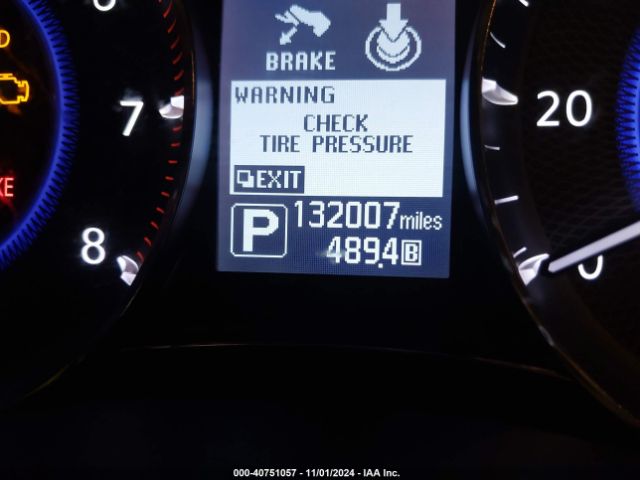 BRAKE
WARNING
CHECK
TIRE PRESSURE
EXIT
P
132007 miles
489.4 B
7
8
20
0
000-40751057 - 11/01/2024 - IAA Inc.